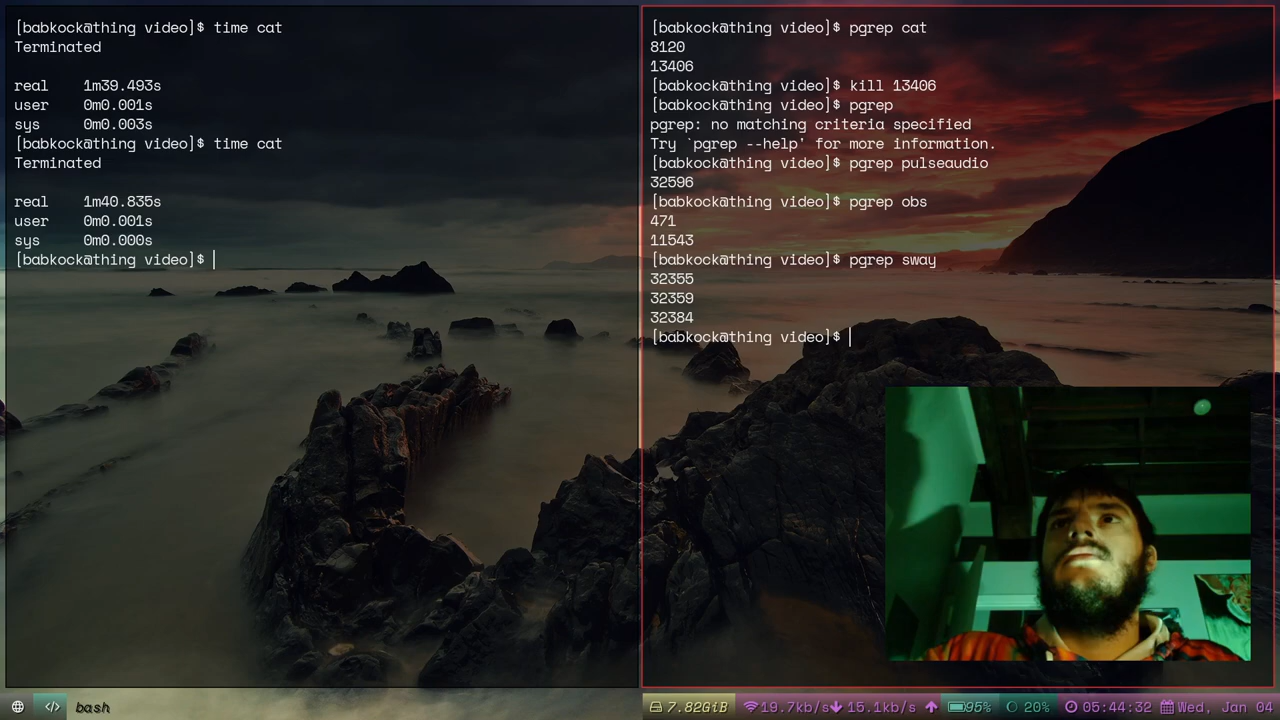 [babkock@thing video]$ time cat
Terminated
real    1m39.493s
user    0m0.001s
sys     0m0.003s
[babkock@thing video]$ time cat
Terminated
real    1m40.835s
user    0m0.001s
sys     0m0.000s
[babkock@thing video]$
[babkock@thing video]$ pgrep cat
8120
13406
[babkock@thing video]$ kill 13406
[babkock@thing video]$ pgrep
pgrep: no matching criteria specified
Try `pgrep --help' for more information.
[babkock@thing video]$ pgrep pulseaudio
32596
[babkock@thing video]$ pgrep obs
471
11543
[babkock@thing video]$ pgrep sway
32355
32359
32384
[babkock@thing video]$
</> bash 7.82GiB 19.7kb/s 15.1kb/s 95% 20% 05:44:32 Wed, Jan 04